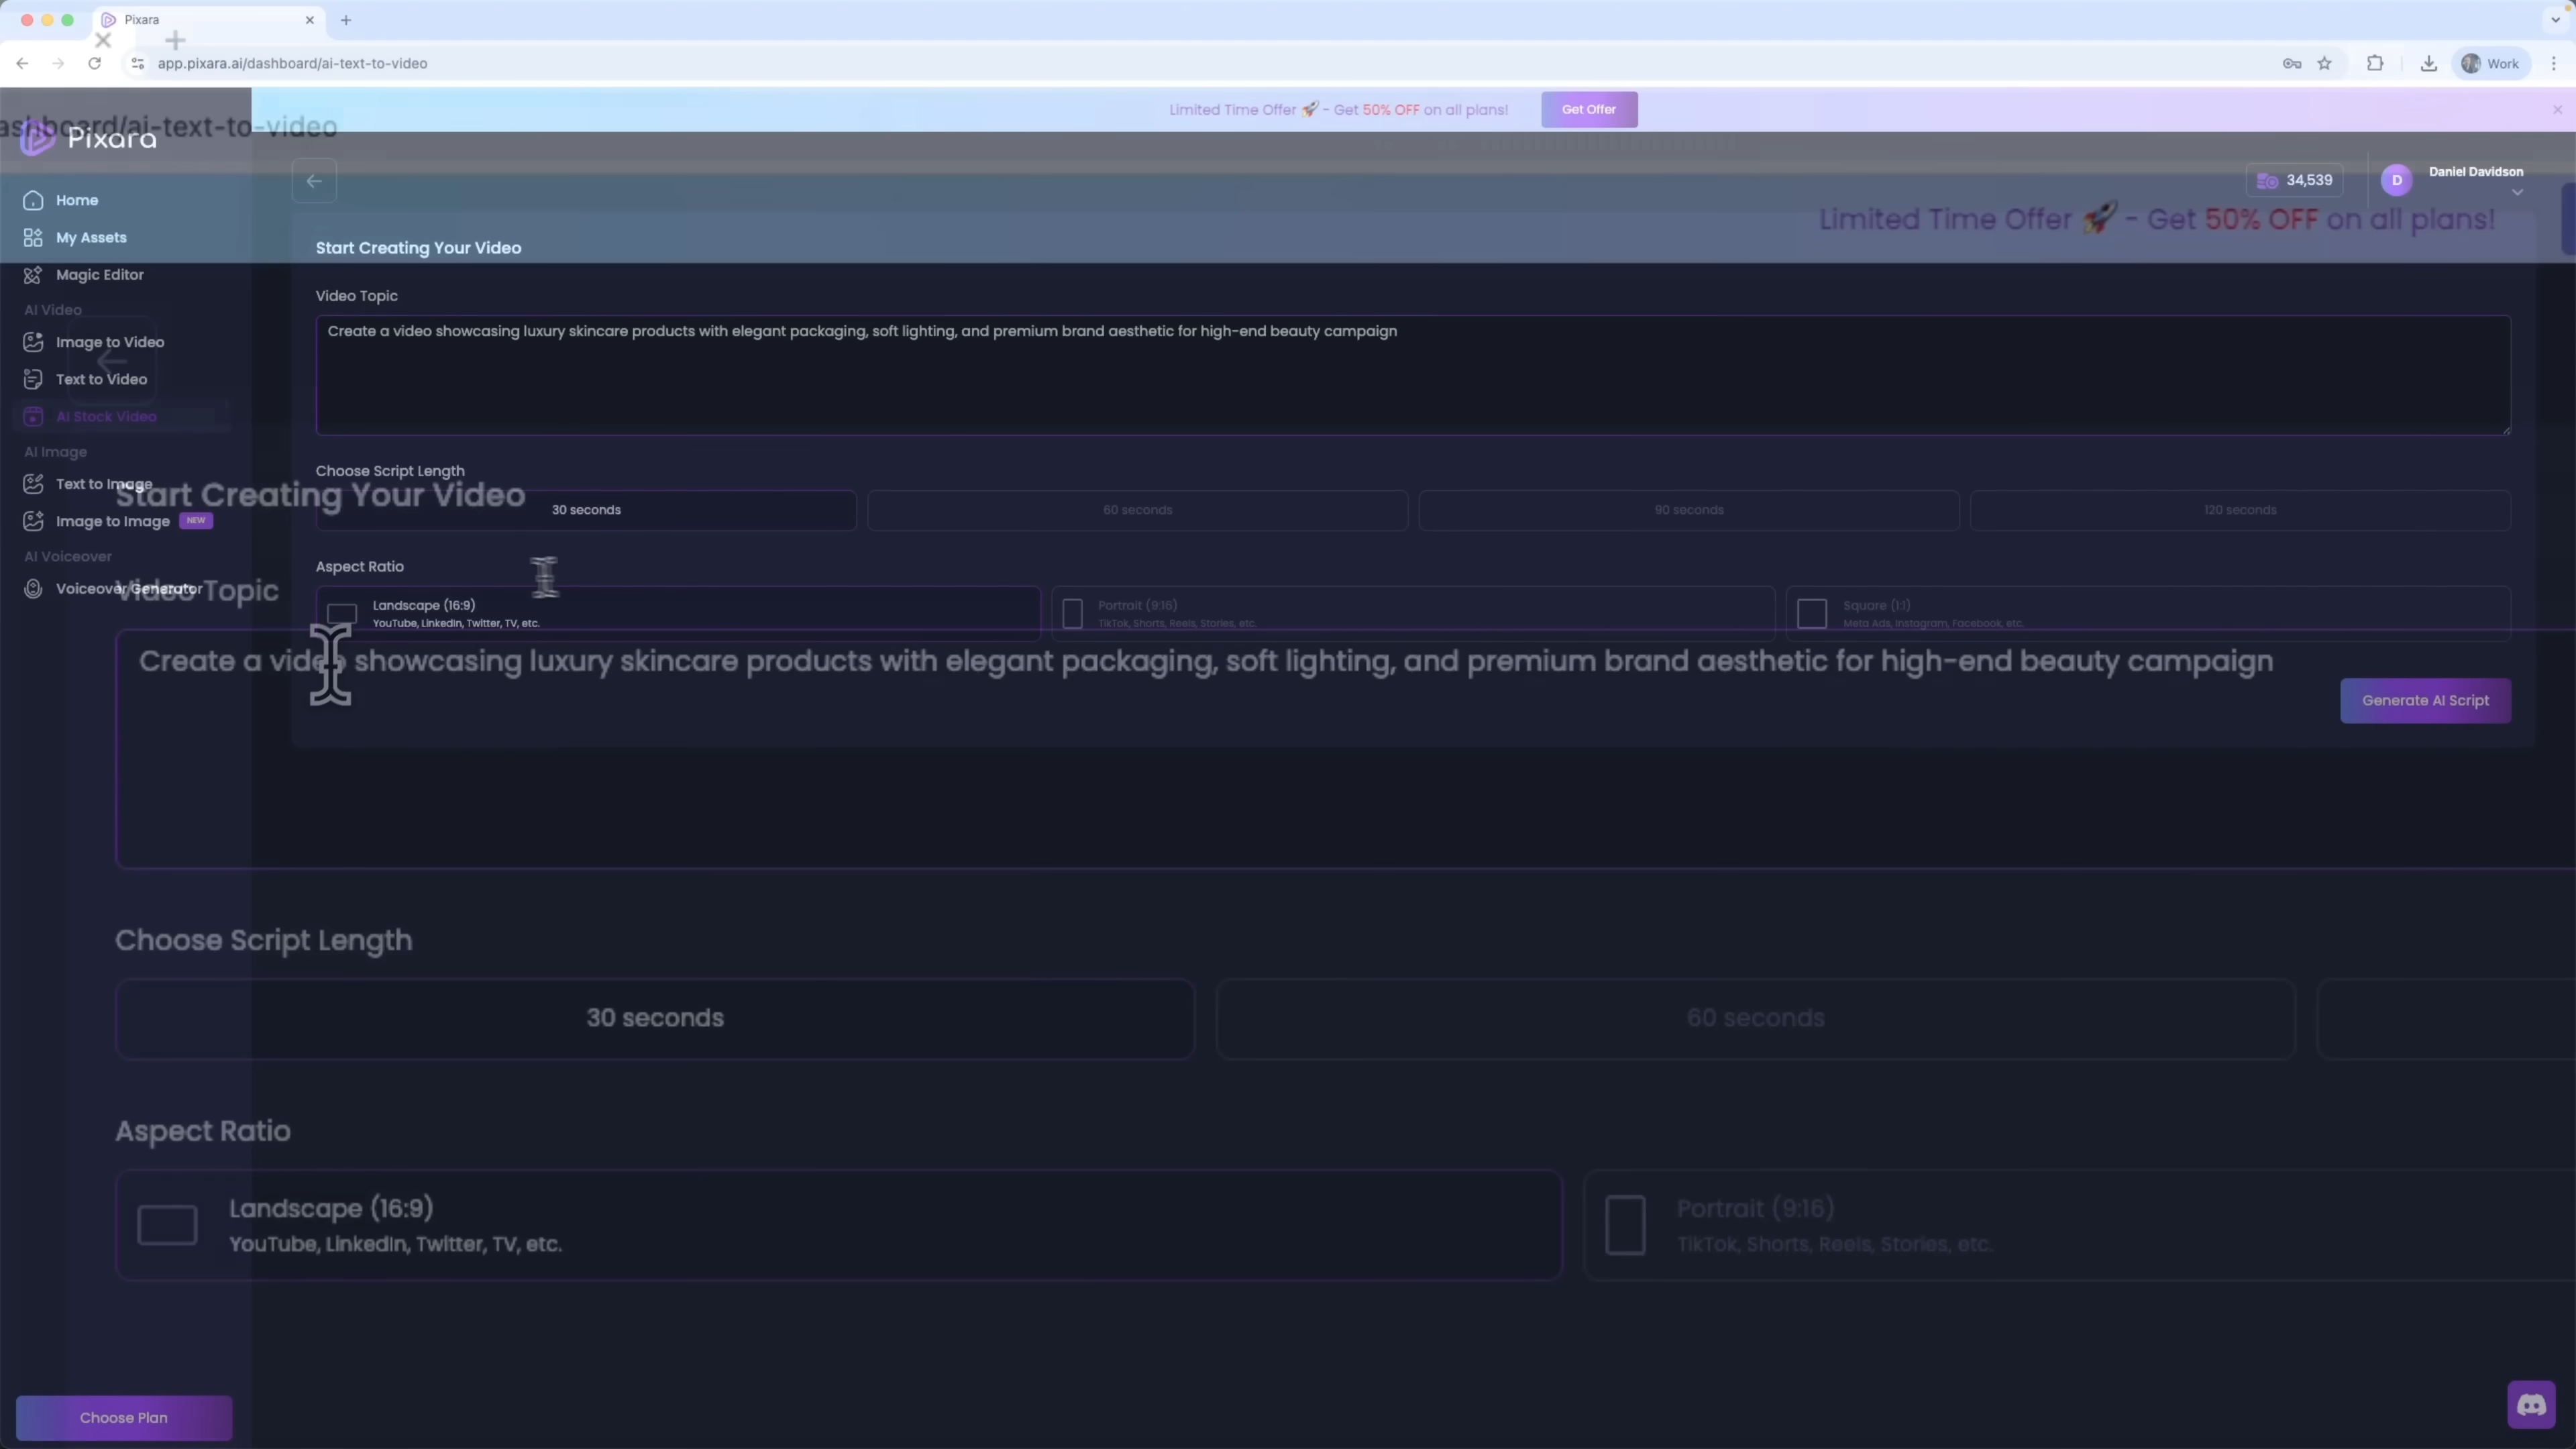 Pixara
app.pixara.ai/dashboard/ai-text-to-video
Work
Limited Time Offer 🚀 - Get 50% OFF on all plans!
Get Offer
ashboard/ai-text-to-video
Pixara
34,539
D
Daniel Davidson
Limited Time Offer 🚀 - Get 50% OFF on all plans!
Home
My Assets
Magic Editor
AI Video
Image to Video
Text to Video
AI Stock Video
AI Image
Text to Image
Image to Image NEW
AI Voiceover
Voiceover Generator
Start Creating Your Video
Video Topic
Create a video showcasing luxury skincare products with elegant packaging, soft lighting, and premium brand aesthetic for high-end beauty campaign
Choose Script Length
30 seconds
60 seconds
90 seconds
120 seconds
Aspect Ratio
Landscape (16:9)
YouTube, LinkedIn, Twitter, TV, etc.
Portrait (9:16)
TikTok, Shorts, Reels, Stories, etc.
Square (1:1)
Meta Ads, Instagram, Facebook, etc.
Generate AI Script
Start Creating Your Video
Video Topic
Create a video showcasing luxury skincare products with elegant packaging, soft lighting, and premium brand aesthetic for high-end beauty campaign
Choose Script Length
30 seconds
60 seconds
Aspect Ratio
Landscape (16:9)
YouTube, LinkedIn, Twitter, TV, etc.
Portrait (9:16)
TikTok, Shorts, Reels, Stories, etc.
Choose Plan